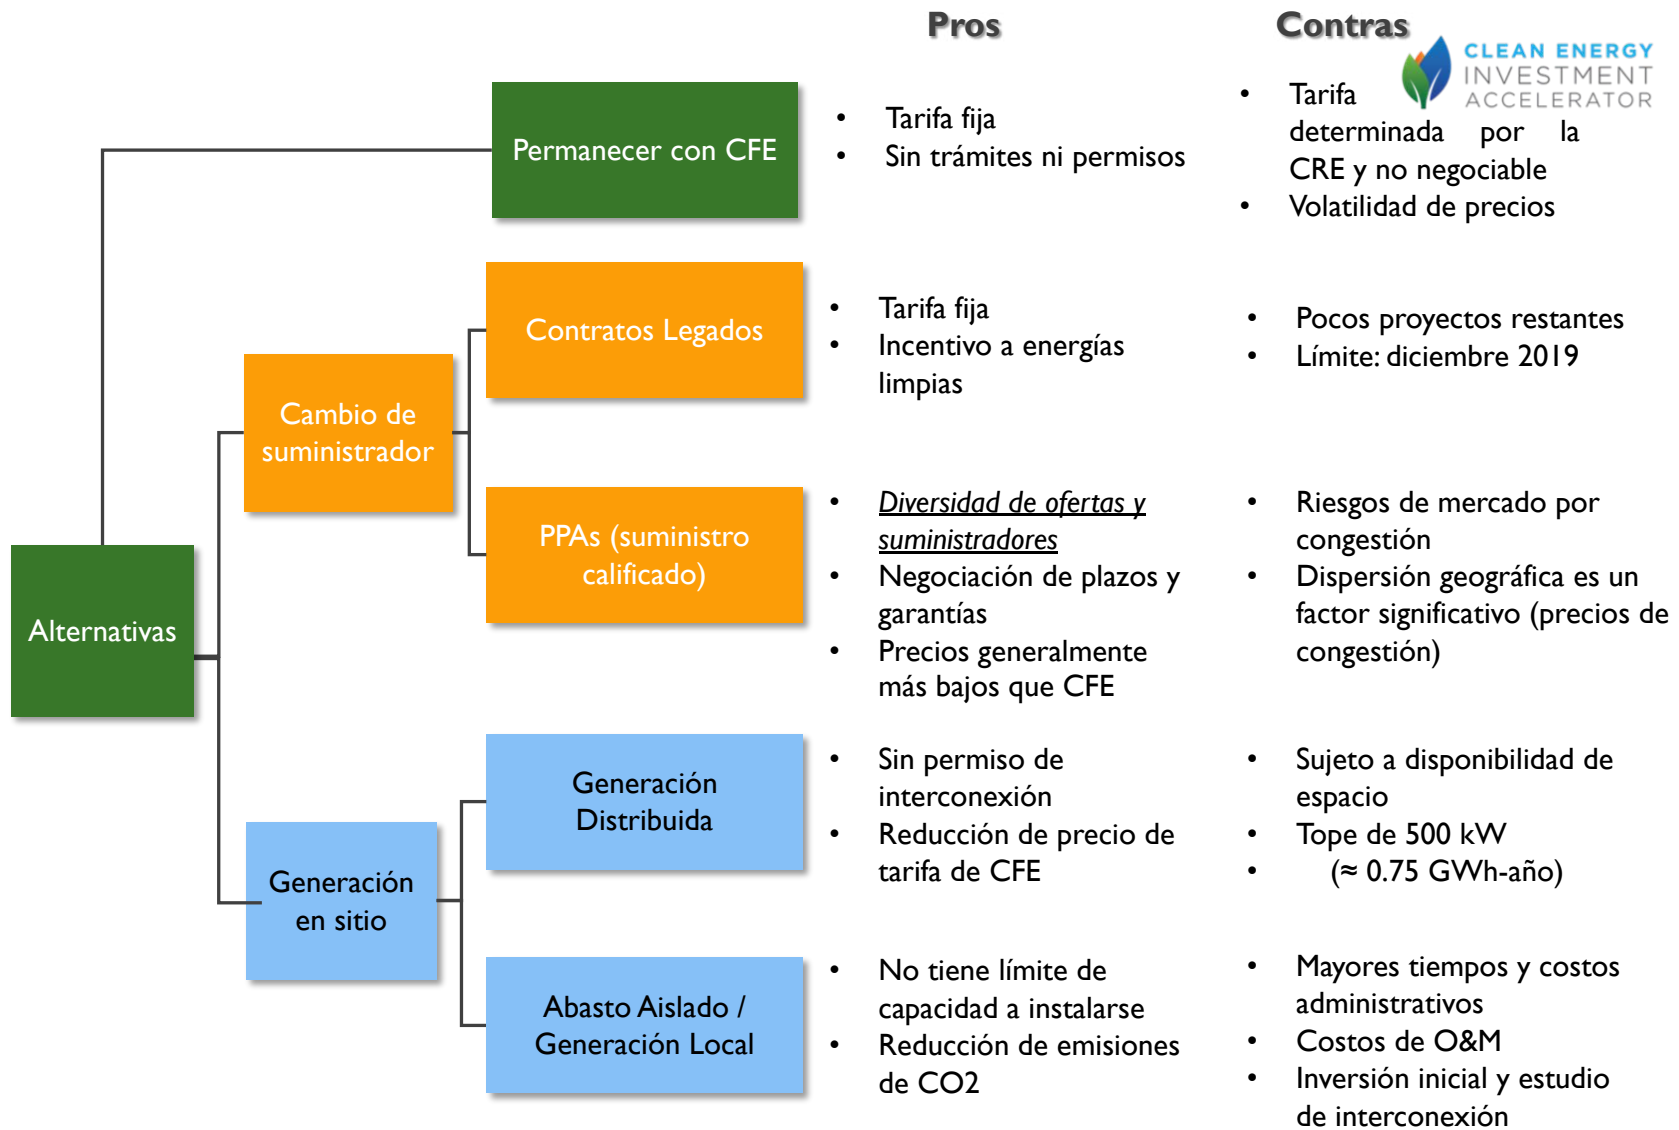 Pros
Contras
CLEAN ENERGY
INVESTMENT
ACCELERATOR
Permanecer con CFE
• Tarifa fija
• Sin trámites ni permisos
• Tarifa
determinada por la
CRE y no negociable
• Volatilidad de precios
Contratos Legados
• Tarifa fija
• Incentivo a energías
limpias
• Pocos proyectos restantes
• Límite: diciembre 2019
Cambio de
suministrador
PPAs (suministro
calificado)
• Diversidad de ofertas y
suministradores
• Negociación de plazos y
garantías
• Precios generalmente
más bajos que CFE
• Riesgos de mercado por
congestión
• Dispersión geográfica es un
factor significativo (precios de
congestión)
Alternativas
Generación
Distribuida
• Sin permiso de
interconexión
• Reducción de precio de
tarifa de CFE
• Sujeto a disponibilidad de
espacio
• Tope de 500 kW
• (≈ 0.75 GWh-año)
Generación
en sitio
Abasto Aislado /
Generación Local
• No tiene límite de
capacidad a instalarse
• Reducción de emisiones
de CO2
• Mayores tiempos y costos
administrativos
• Costos de O&M
• Inversión inicial y estudio
de interconexión